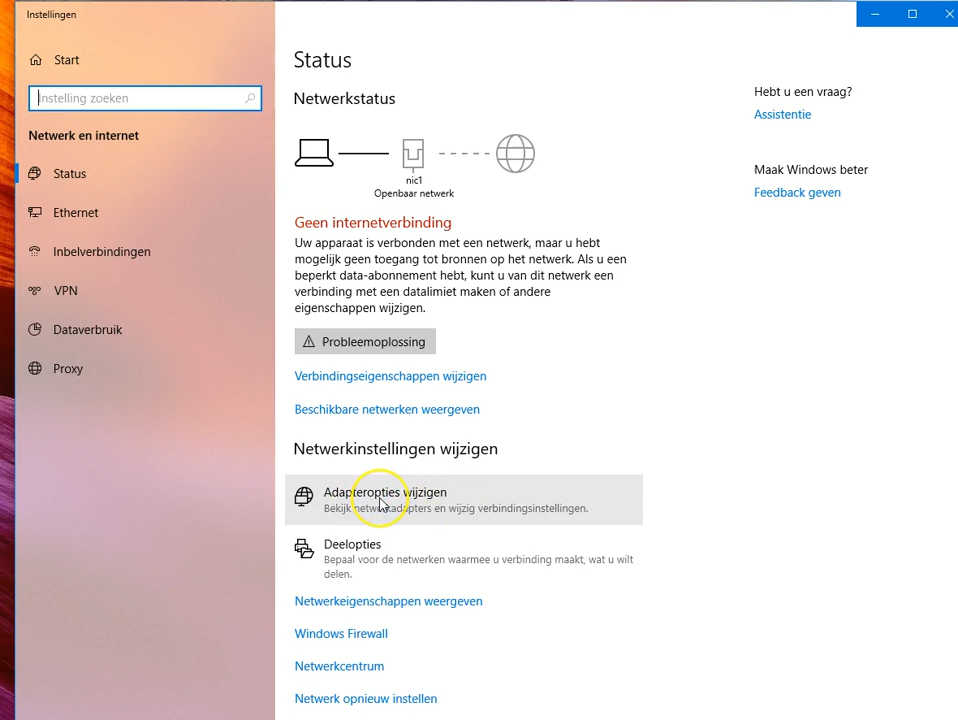 Instellingen
Start
Instelling zoeken
Netwerk en internet
Status
Ethernet
Inbelverbindingen
VPN
Dataverbruik
Proxy
Status
Netwerkstatus
nic1
Openbaar netwerk
Geen internetverbinding
Uw apparaat is verbonden met een netwerk, maar u hebt
mogelijk geen toegang tot bronnen op het netwerk. Als u een
beperkt data-abonnement hebt, kunt u van dit netwerk een
verbinding met een datalimiet maken of andere
eigenschappen wijzigen.
Probleemoplossing
Verbindingseigenschappen wijzigen
Beschikbare netwerken weergeven
Netwerkinstellingen wijzigen
Adapteropties wijzigen
Bekijk netwerkadapters en wijzig verbindingsinstellingen.
Deelopties
Bepaal voor de netwerken waarmee u verbinding maakt, wat u wilt
delen.
Netwerkeigenschappen weergeven
Windows Firewall
Netwerkcentrum
Netwerk opnieuw instellen
Hebt u een vraag?
Assistentie
Maak Windows beter
Feedback geven